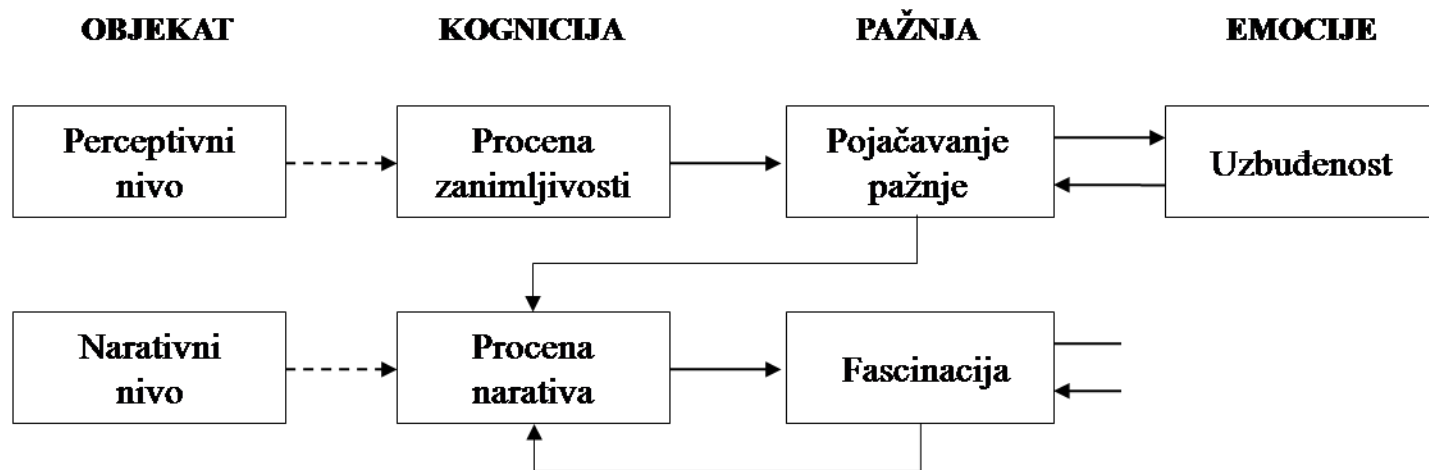 OBJEKAT KOGNICIJA PAŽNJA EMOCIJE
Perceptivni
nivo
Procena
zanimljivosti
Pojačavanje
pažnje
Uzbuđenost
Narativni
nivo
Procena
narativa
Fascinacija